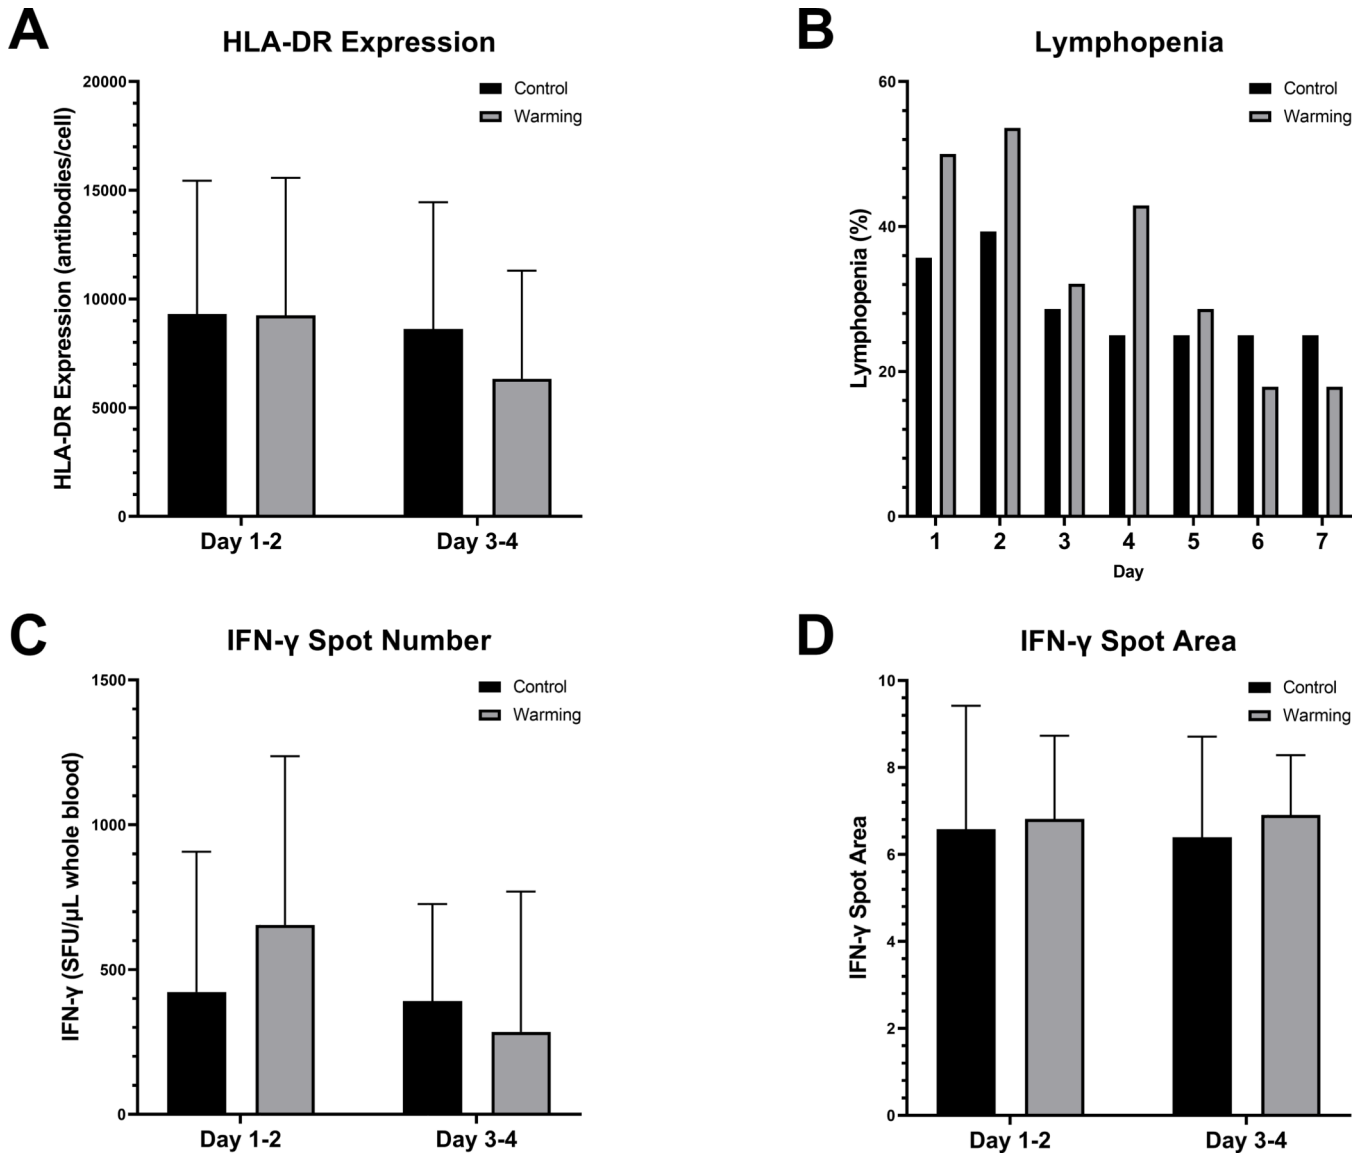 A
HLA-DR Expression
Control
Warming
HLA-DR Expression (antibodies/cell)
20000
15000
10000
5000
0
Day 1-2
Day 3-4
B
Lymphopenia
Control
Warming
Lymphopenia (%)
60
40
20
0
1
2
3
4
5
6
7
Day
C
IFN-γ Spot Number
Control
Warming
IFN-γ (SFU/μL whole blood)
1500
1000
500
0
Day 1-2
Day 3-4
D
IFN-γ Spot Area
Control
Warming
IFN-γ Spot Area
10
8
6
4
2
0
Day 1-2
Day 3-4